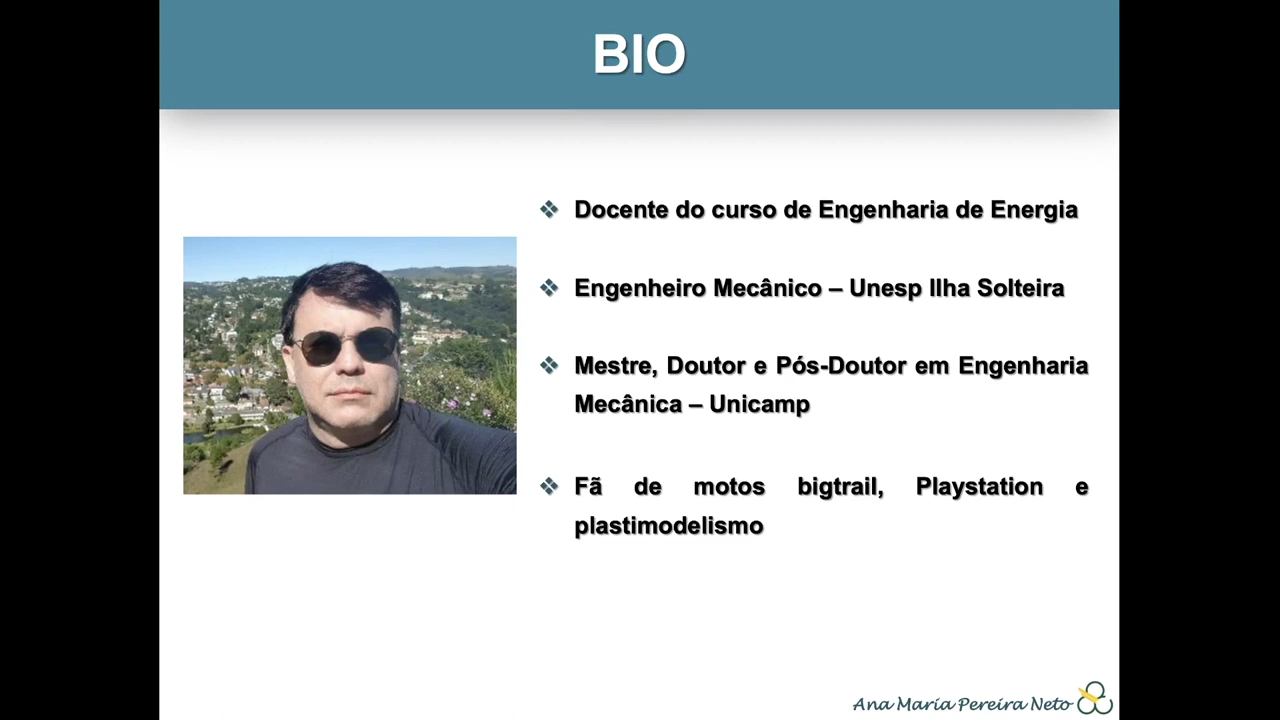 BIO
Docente do curso de Engenharia de Energia
Engenheiro Mecânico – Unesp Ilha Solteira
Mestre, Doutor e Pós-Doutor em Engenharia
Mecânica – Unicamp
Fã de motos bigtrail, Playstation e
plastimodelismo
Ana Maria Pereira Neto